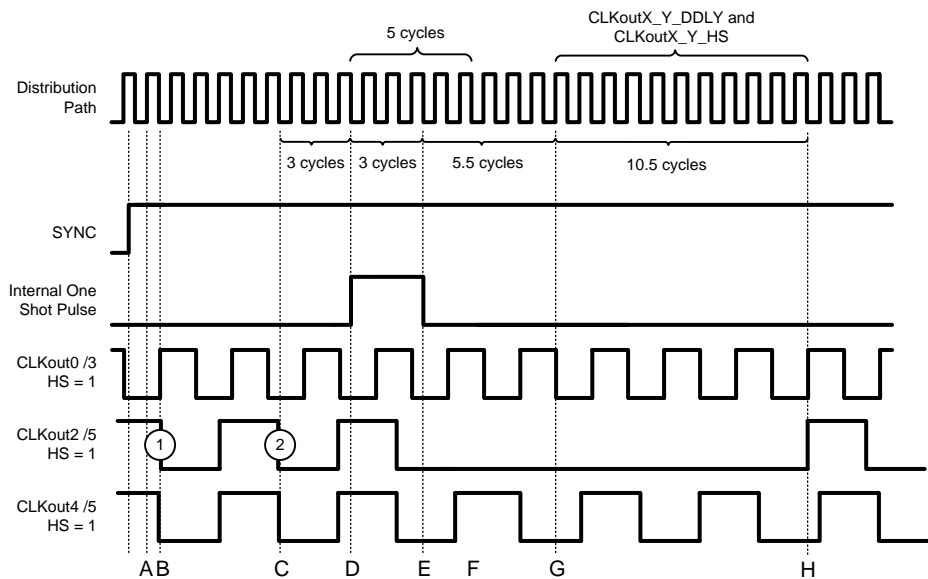 CLKoutX_Y_DDLY and
CLKoutX_Y_HS
5 cycles
Distribution
Path
3 cycles
3 cycles
5.5 cycles
10.5 cycles
SYNC
Internal One
Shot Pulse
CLKout0 /3
HS = 1
CLKout2 /5
HS = 1
1
2
CLKout4 /5
HS = 1
A B C D E F G H